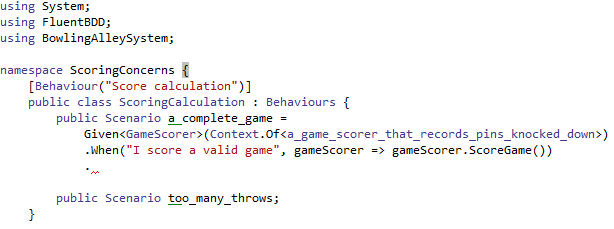 using System;
using FluentBDD;
using BowlingAlleySystem;
namespace ScoringConcerns {
[Behaviour("Score calculation")]
public class ScoringCalculation : Behaviours {
public Scenario a_complete_game =
Given<GameScorer>(Context.Of<a_game_scorer_that_records_pins_knocked_down>)
.When("I score a valid game", gameScorer => gameScorer.ScoreGame())
.
public Scenario too_many_throws;
}